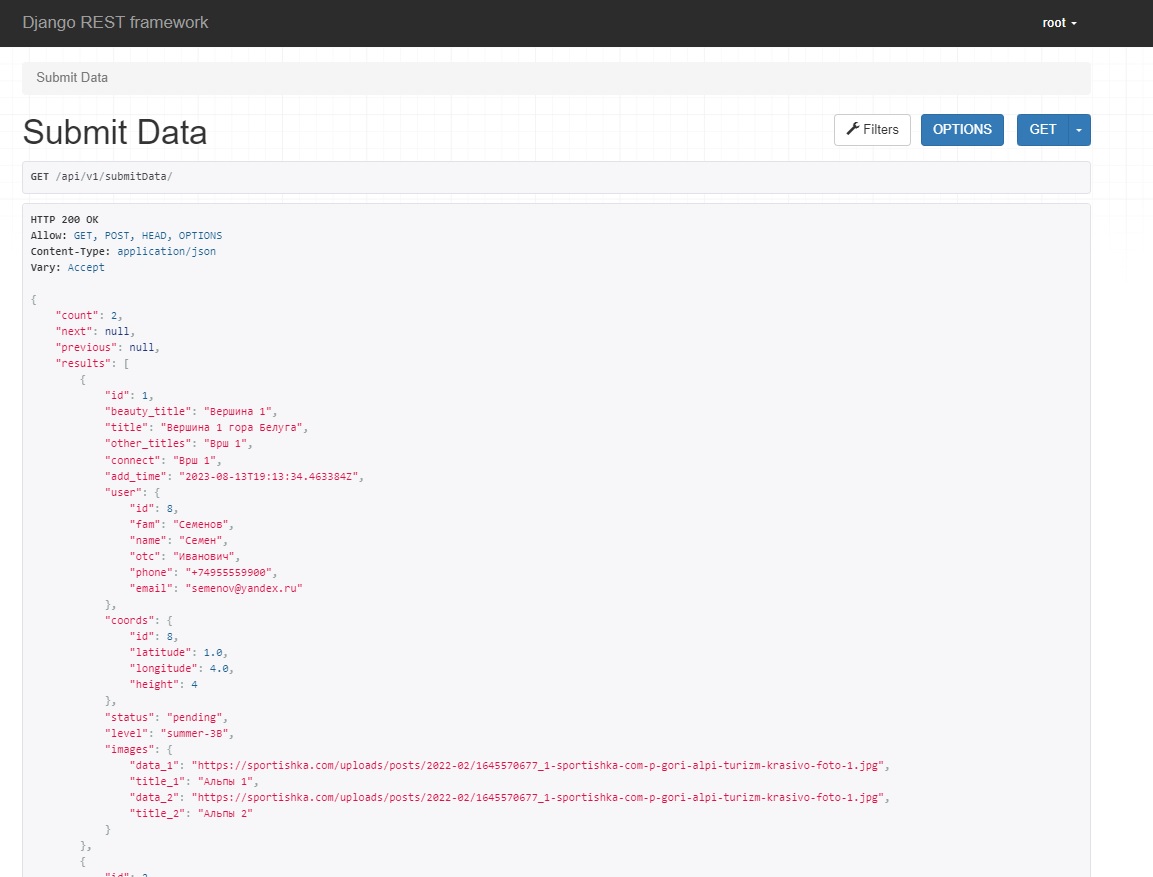 Django REST framework
root
Submit Data
Submit Data
Filters
OPTIONS
GET
GET /api/v1/submitData/
HTTP 200 OK
Allow: GET, POST, HEAD, OPTIONS
Content-Type: application/json
Vary: Accept
{
"count": 2,
"next": null,
"previous": null,
"results": [
{
"id": 1,
"beauty_title": "Вершина 1",
"title": "Вершина 1 гора Белуга",
"other_titles": "Врш 1",
"connect": "Врш 1",
"add_time": "2023-08-13T19:13:34.463384Z",
"user": {
"id": 8,
"fam": "Семенов",
"name": "Семен",
"otc": "Иванович",
"phone": "+74955559900",
"email": "semenov@yandex.ru"
},
"coords": {
"id": 8,
"latitude": 1.0,
"longitude": 4.0,
"height": 4
},
"status": "pending",
"level": "summer-3B",
"images": {
"data_1": "https://sportishka.com/uploads/posts/2022-02/1645570677_1-sportishka-com-p-gori-alpi-turizm-krasivo-foto-1.jpg",
"title_1": "Альпы 1",
"data_2": "https://sportishka.com/uploads/posts/2022-02/1645570677_1-sportishka-com-p-gori-alpi-turizm-krasivo-foto-1.jpg",
"title_2": "Альпы 2"
}
},
{